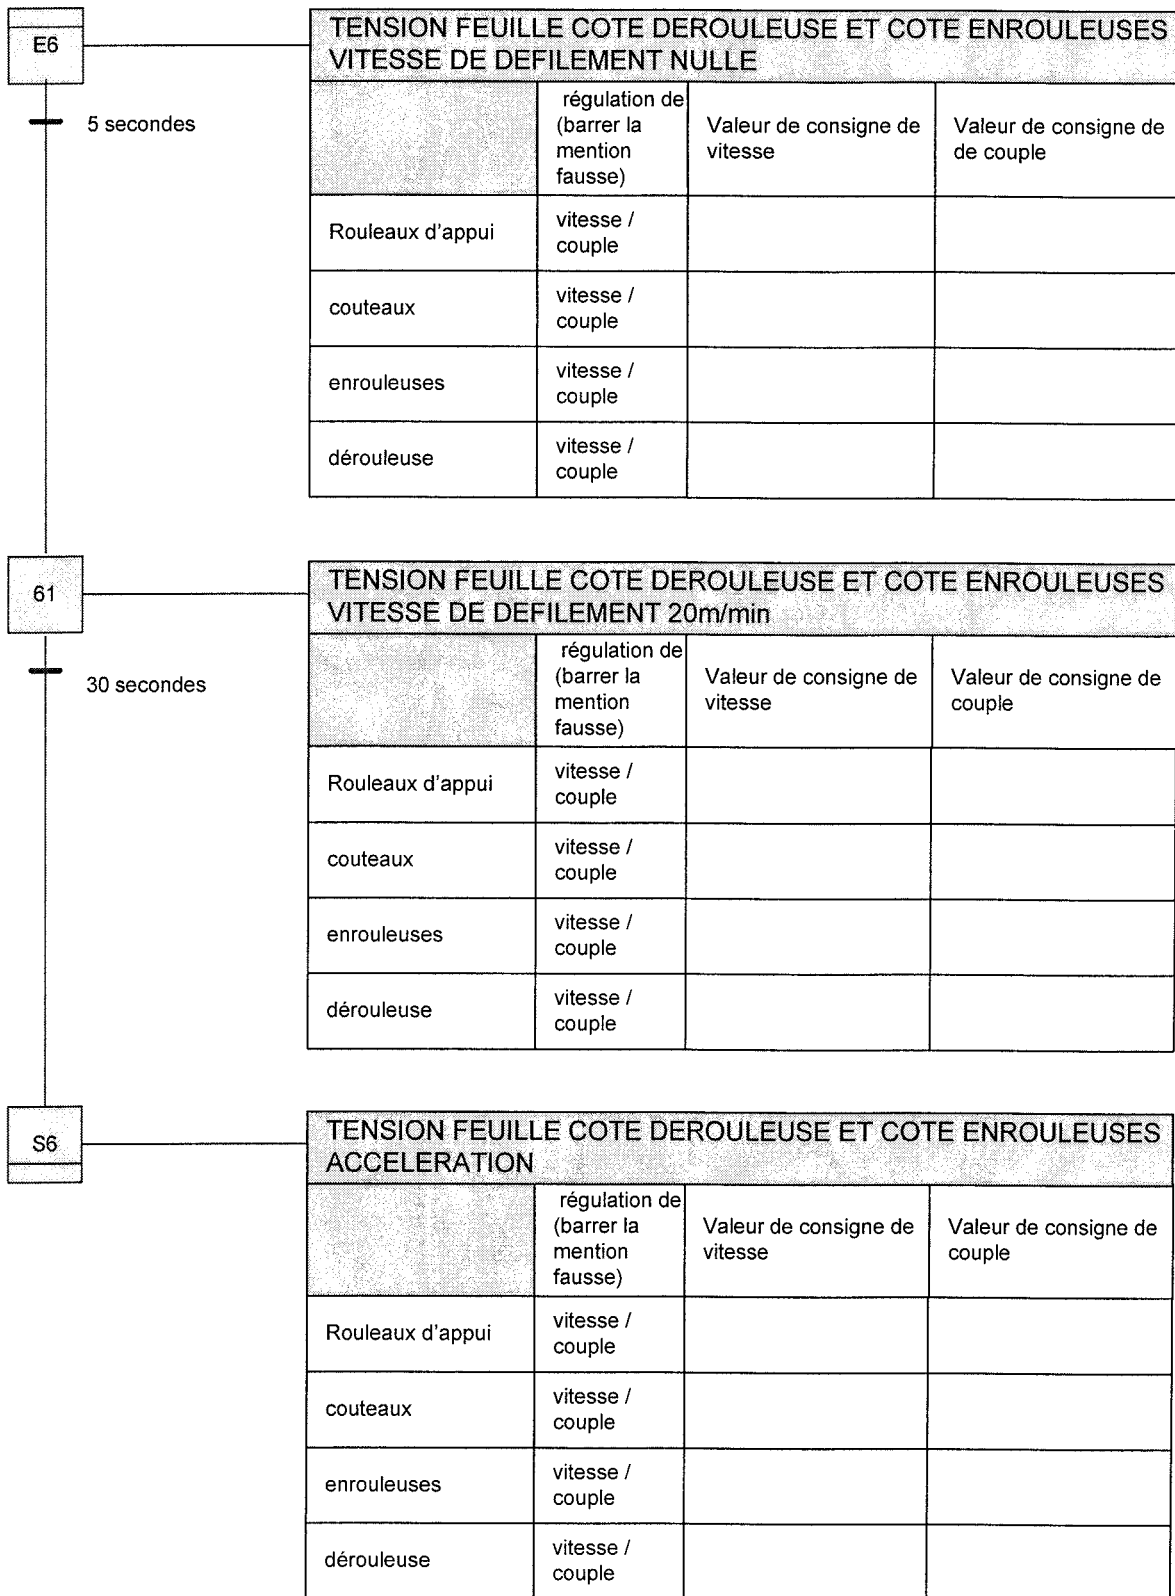 E6
TENSION FEUILLE COTE DEROULEUSE ET COTE ENROULEUSES
VITESSE DE DEFILEMENT NULLE
5 secondes
régulation de
(barrer la
mention
fausse)
Valeur de consigne de
vitesse
Valeur de consigne de
de couple
Rouleaux d'appui
vitesse /
couple
couteaux
vitesse /
couple
enrouleuses
vitesse /
couple
dérouleuse
vitesse /
couple
61
TENSION FEUILLE COTE DEROULEUSE ET COTE ENROULEUSES
VITESSE DE DEFILEMENT 20m/min
30 secondes
régulation de
(barrer la
mention
fausse)
Valeur de consigne de
vitesse
Valeur de consigne de
couple
Rouleaux d'appui
vitesse /
couple
couteaux
vitesse /
couple
enrouleuses
vitesse /
couple
dérouleuse
vitesse /
couple
S6
TENSION FEUILLE COTE DEROULEUSE ET COTE ENROULEUSES
ACCELERATION
régulation de
(barrer la
mention
fausse)
Valeur de consigne de
vitesse
Valeur de consigne de
couple
Rouleaux d'appui
vitesse /
couple
couteaux
vitesse /
couple
enrouleuses
vitesse /
couple
dérouleuse
vitesse /
couple